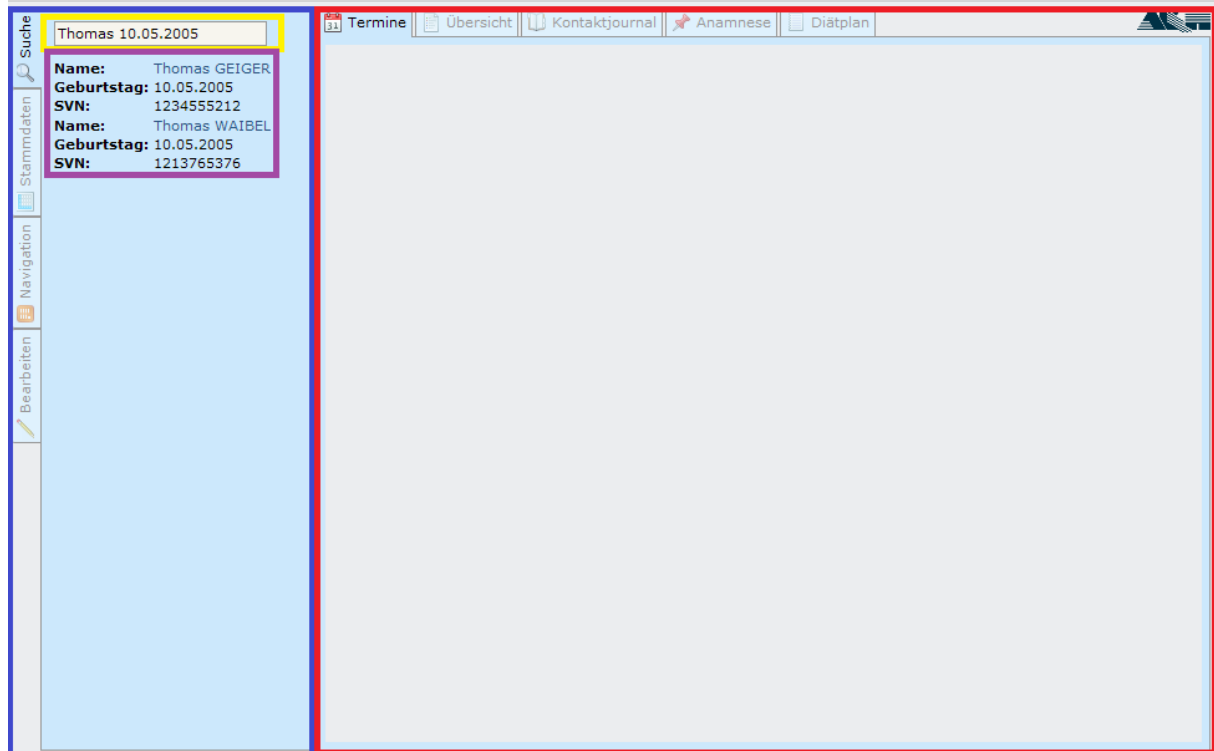 Suche
Stammdaten
Navigation
Bearbeiten
Thomas 10.05.2005
Name: Thomas GEIGER
Geburtstag: 10.05.2005
SVN: 1234555212
Name: Thomas WAIBEL
Geburtstag: 10.05.2005
SVN: 1213765376
31 Termine Übersicht Kontaktjournal Anamnese Diätplan